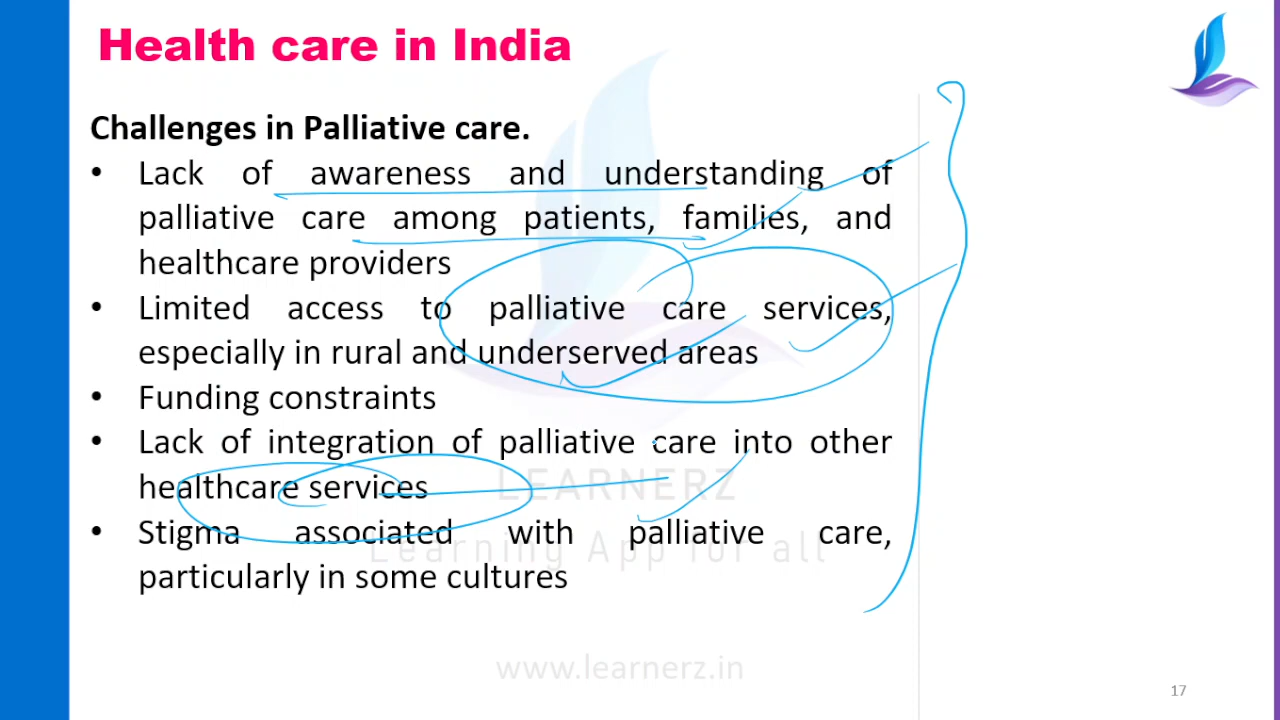 Health care in India
Challenges in Palliative care.
• Lack of awareness and understanding of
palliative care among patients, families, and
healthcare providers
• Limited access to palliative care services,
especially in rural and underserved areas
• Funding constraints
• Lack of integration of palliative care into other
healthcare services
LEARNERZ
• Stigma associated with palliative care,
Learning App for all
particularly in some cultures
www.learnerz.in
17